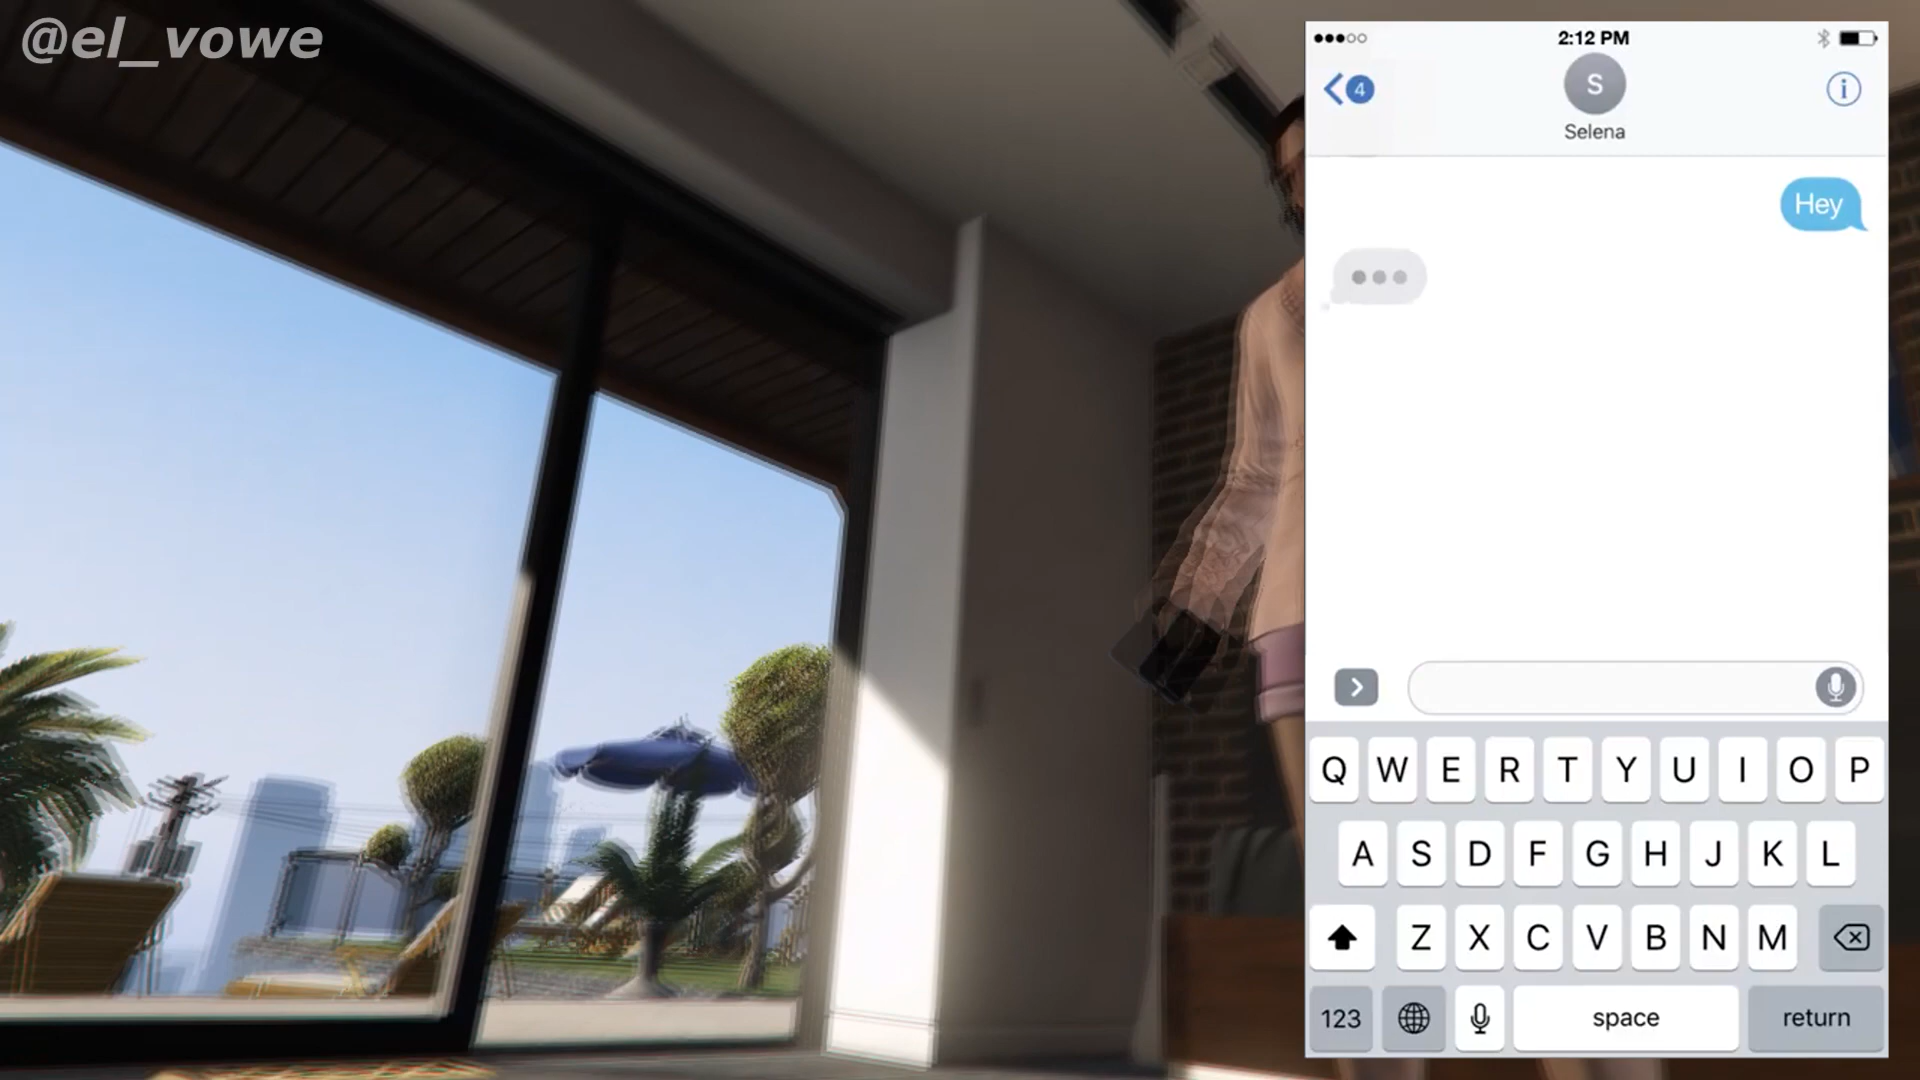 @el_vowe
2:12 PM
4
S
i
Selena
Hey
Q W E R T Y U I O P
A S D F G H J K L
Z X C V B N M
123
space
return